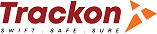 Trackon
SWIFT . SAFE . SURE